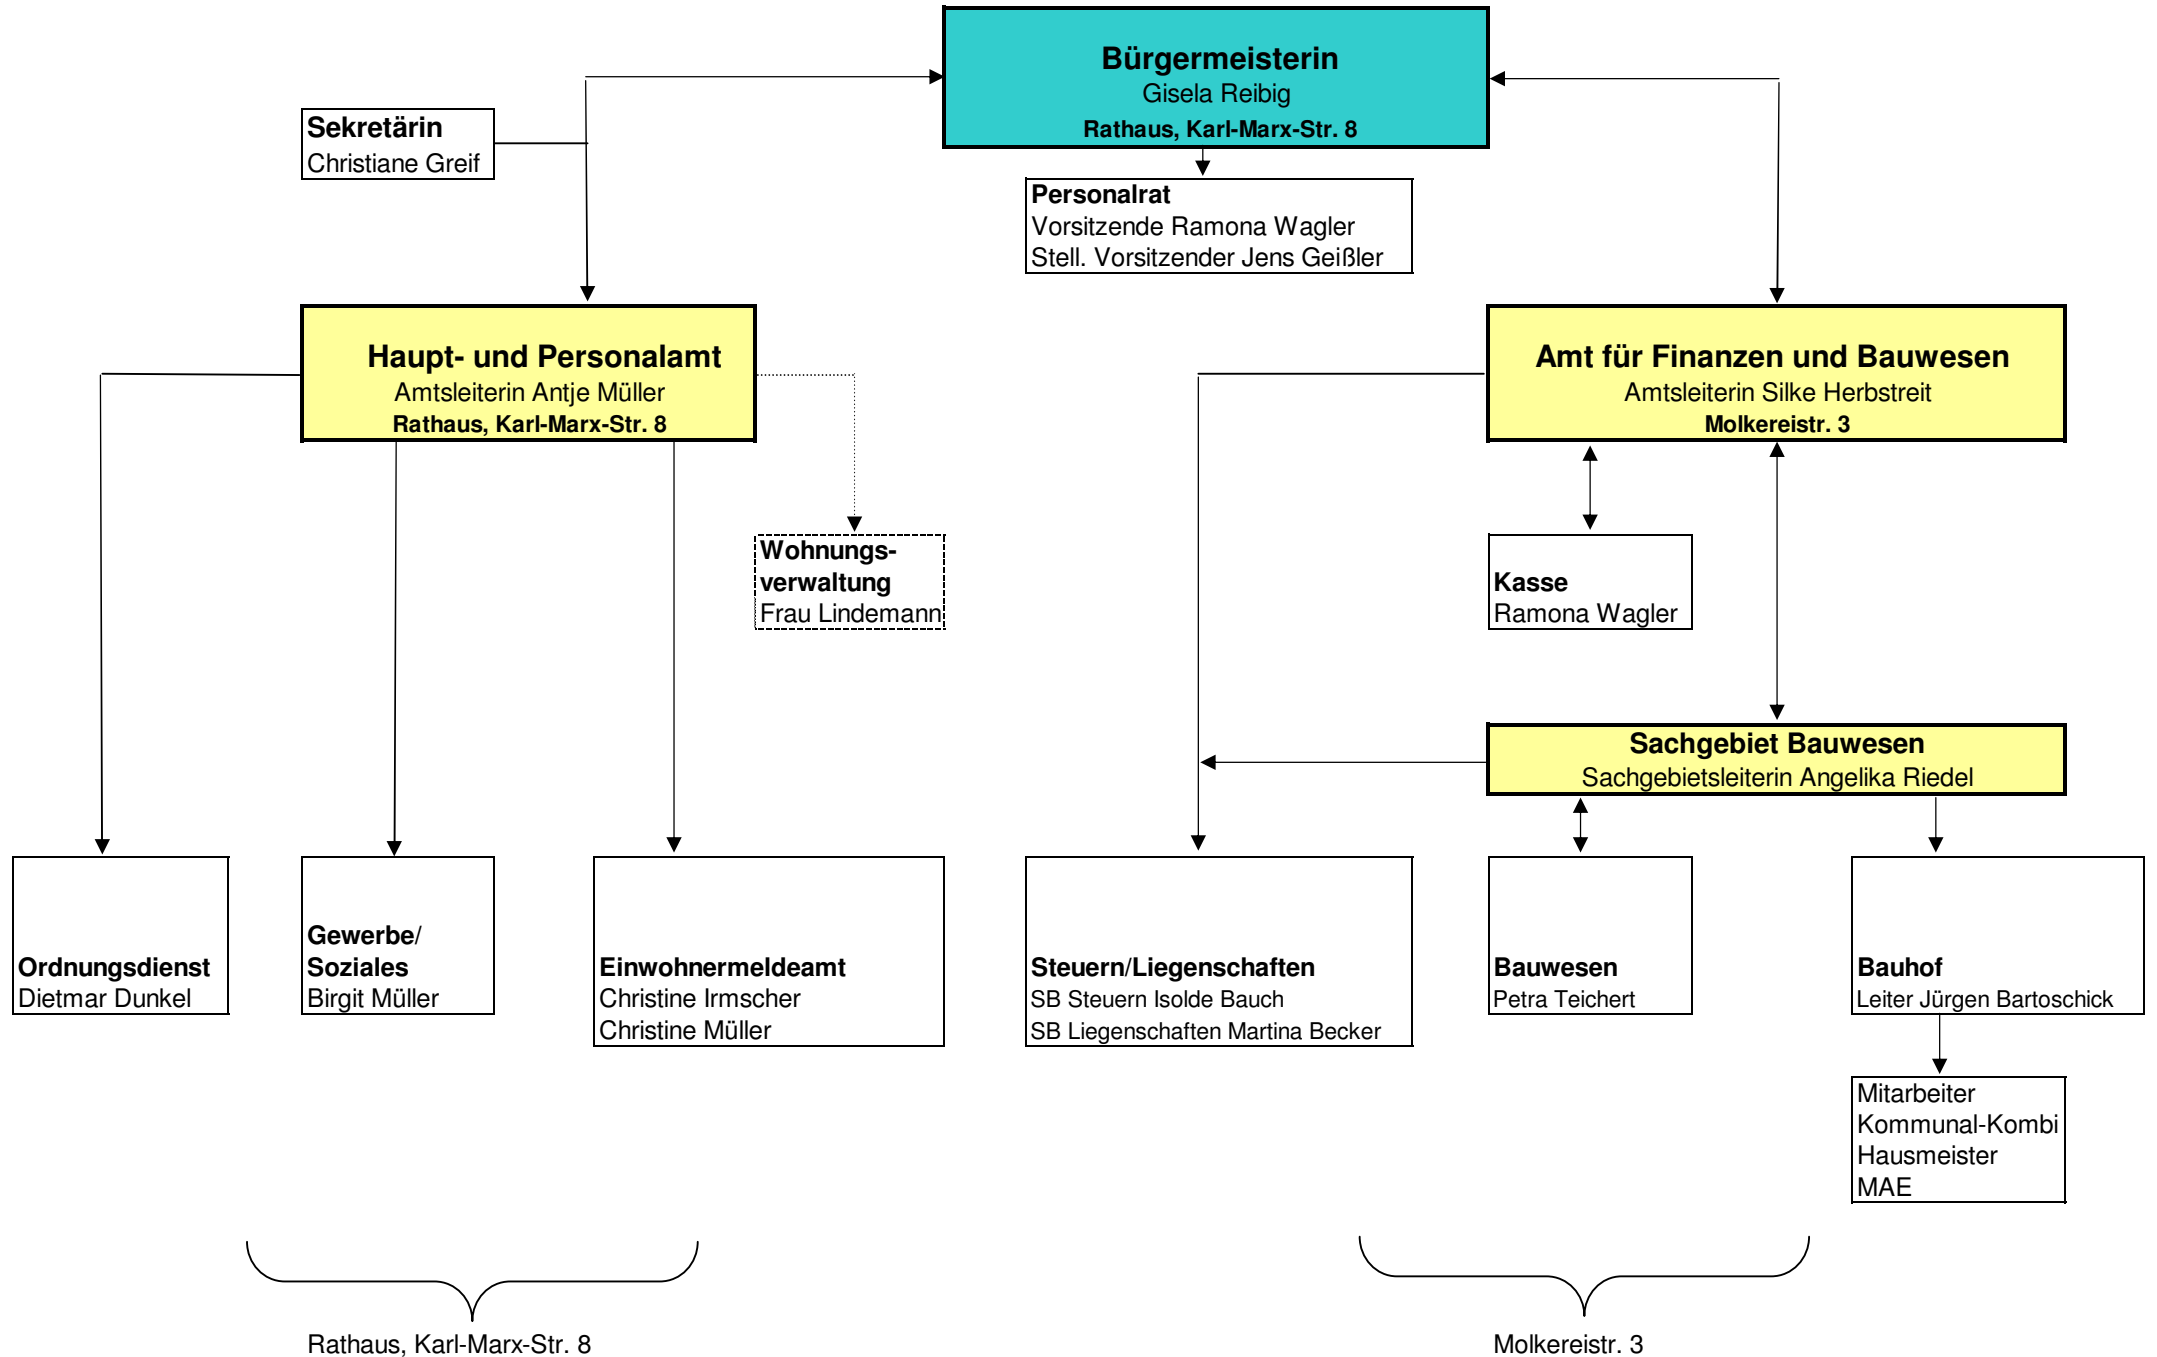 Bürgermeisterin
Gisela Reibig
Rathaus, Karl-Marx-Str. 8
Sekretärin
Christiane Greif
Personalrat
Vorsitzende Ramona Wagler
Stell. Vorsitzender Jens Geißler
Haupt- und Personalamt
Amtsleiterin Antje Müller
Rathaus, Karl-Marx-Str. 8
Amt für Finanzen und Bauwesen
Amtsleiterin Silke Herbstreit
Molkereistr. 3
Wohnungs-
verwaltung
Frau Lindemann
Kasse
Ramona Wagler
Sachgebiet Bauwesen
Sachgebietsleiterin Angelika Riedel
Ordnungsdienst
Dietmar Dunkel
Gewerbe/
Soziales
Birgit Müller
Einwohnermeldeamt
Christine Irmscher
Christine Müller
Steuern/Liegenschaften
SB Steuern Isolde Bauch
SB Liegenschaften Martina Becker
Bauwesen
Petra Teichert
Bauhof
Leiter Jürgen Bartoschick
Mitarbeiter
Kommunal-Kombi
Hausmeister
MAE
Rathaus, Karl-Marx-Str. 8
Molkereistr. 3